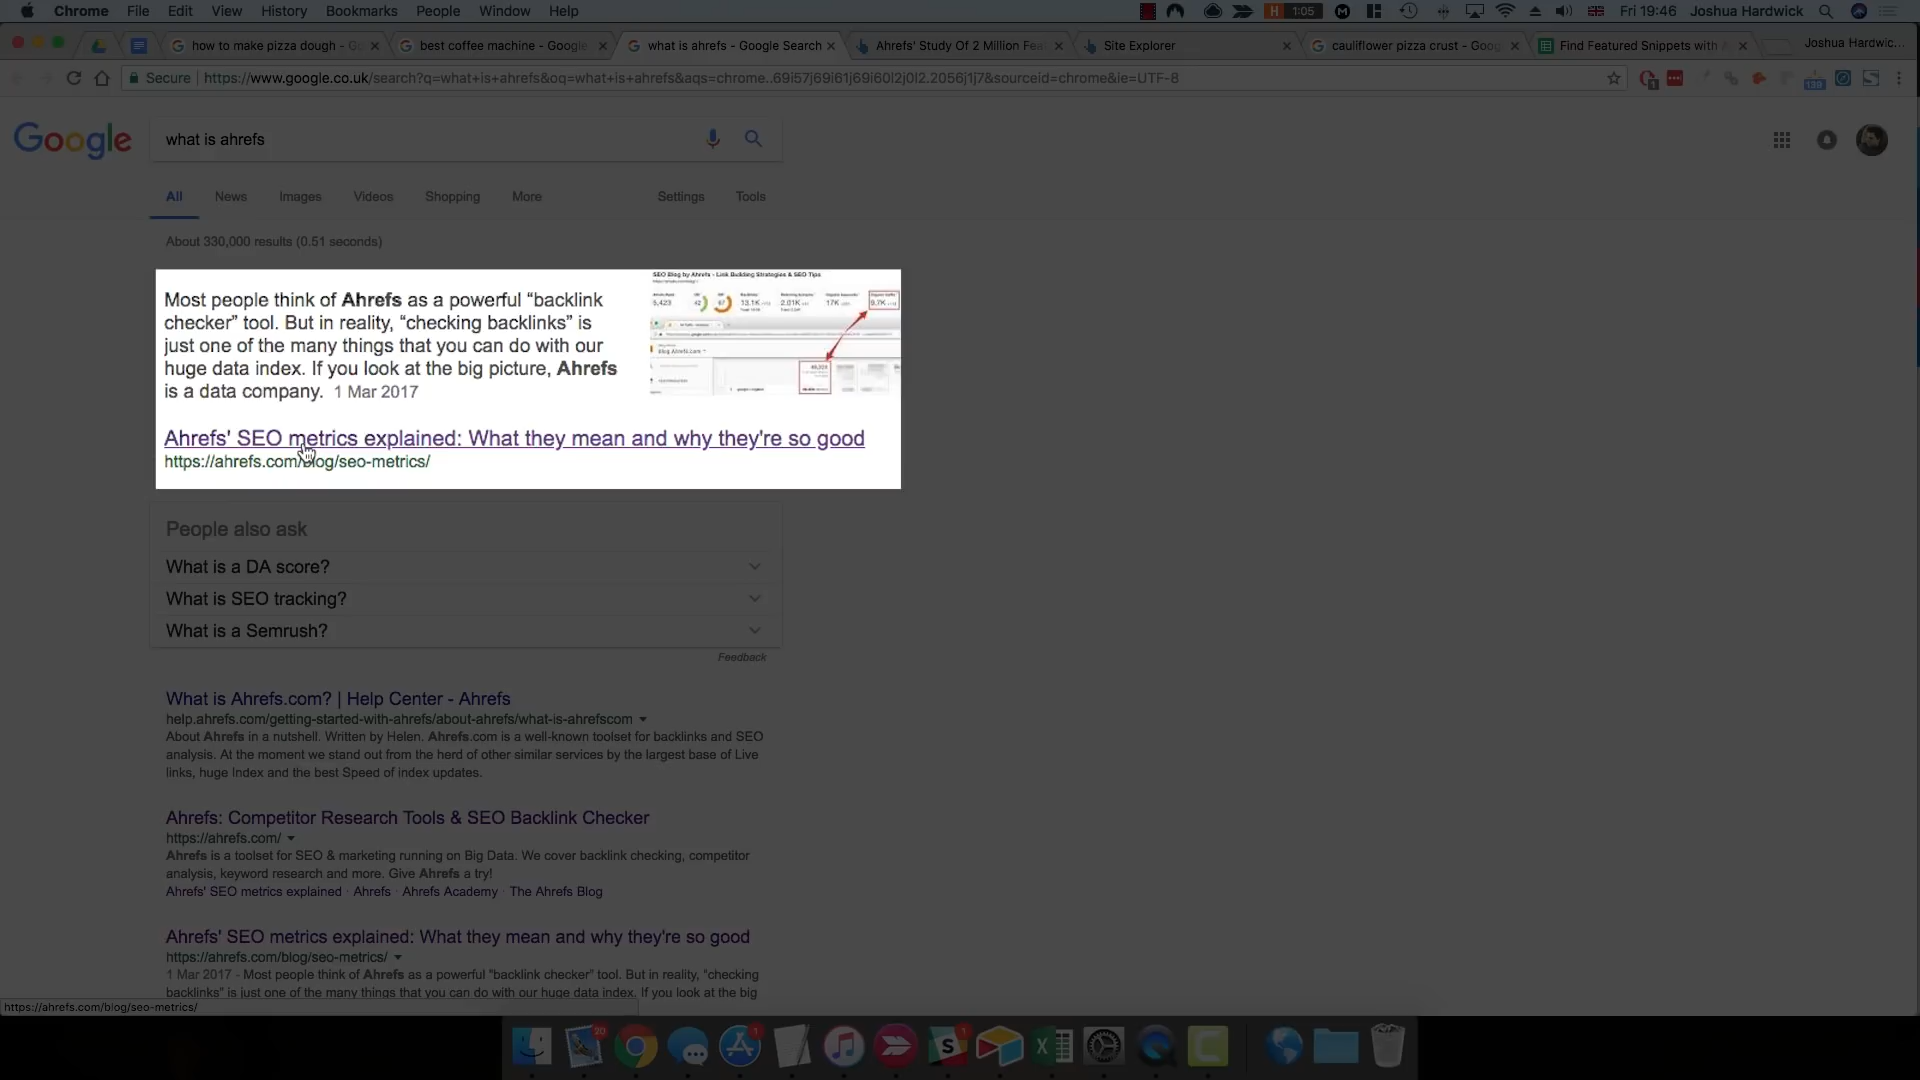 Chrome File Edit View History Bookmarks People Window Help
1:05
Fri 19:46 Joshua Hardwick
how to make pizza dough - Go
best coffee machine - Google
what is ahrefs - Google Search
Ahrefs' Study Of 2 Million Fea
Site Explorer
cauliflower pizza crust - Goog
Find Featured Snippets with A
Joshua Hardwic...
Secure https://www.google.co.uk/search?q=what+is+ahrefs&oq=what+is+ahrefs&aqs=chrome..69i57j69i61j69i60l2j0l2.2056j1j7&sourceid=chrome&ie=UTF-8
Google
what is ahrefs
All News Images Videos Shopping More Settings Tools
About 330,000 results (0.51 seconds)
Most people think of Ahrefs as a powerful “backlink
checker” tool. But in reality, “checking backlinks” is
just one of the many things that you can do with our
huge data index. If you look at the big picture, Ahrefs
is a data company. 1 Mar 2017
SEO Blog by Ahrefs - Link Building Strategies & SEO Tips
Ahrefs' SEO metrics explained: What they mean and why they're so good
https://ahrefs.com/blog/seo-metrics/
People also ask
What is a DA score?
What is SEO tracking?
What is a Semrush?
Feedback
What is Ahrefs.com? | Help Center - Ahrefs
help.ahrefs.com/getting-started-with-ahrefs/about-ahrefs/what-is-ahrefscom
About Ahrefs in a nutshell. Written by Helen. Ahrefs.com is a well-known toolset for backlinks and SEO
analysis. At the moment we stand out from the herd of other similar services by the largest base of Live
links, huge Index and the best Speed of index updates.
Ahrefs: Competitor Research Tools & SEO Backlink Checker
https://ahrefs.com/
Ahrefs is a toolset for SEO & marketing running on Big Data. We cover backlink checking, competitor
analysis, keyword research and more. Give Ahrefs a try!
Ahrefs' SEO metrics explained · Ahrefs · Ahrefs Academy · The Ahrefs Blog
Ahrefs' SEO metrics explained: What they mean and why they're so good
https://ahrefs.com/blog/seo-metrics/
1 Mar 2017 - Most people think of Ahrefs as a powerful “backlink checker” tool. But in reality, “checking
backlinks” is just one of the many things that you can do with our huge data index. If you look at the big
https://ahrefs.com/blog/seo-metrics/